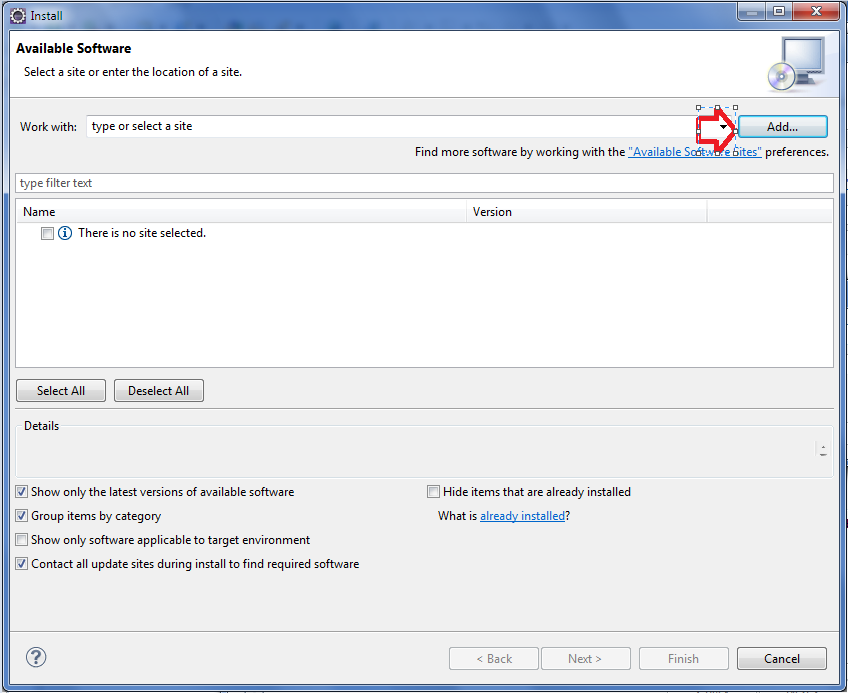 Install
Available Software
Select a site or enter the location of a site.
Work with: type or select a site Add...
Find more software by working with the "Available Software Sites" preferences.
type filter text
Name Version
There is no site selected.
Select All Deselect All
Details
Show only the latest versions of available software Hide items that are already installed
Group items by category What is already installed?
Show only software applicable to target environment
Contact all update sites during install to find required software
? < Back Next > Finish Cancel